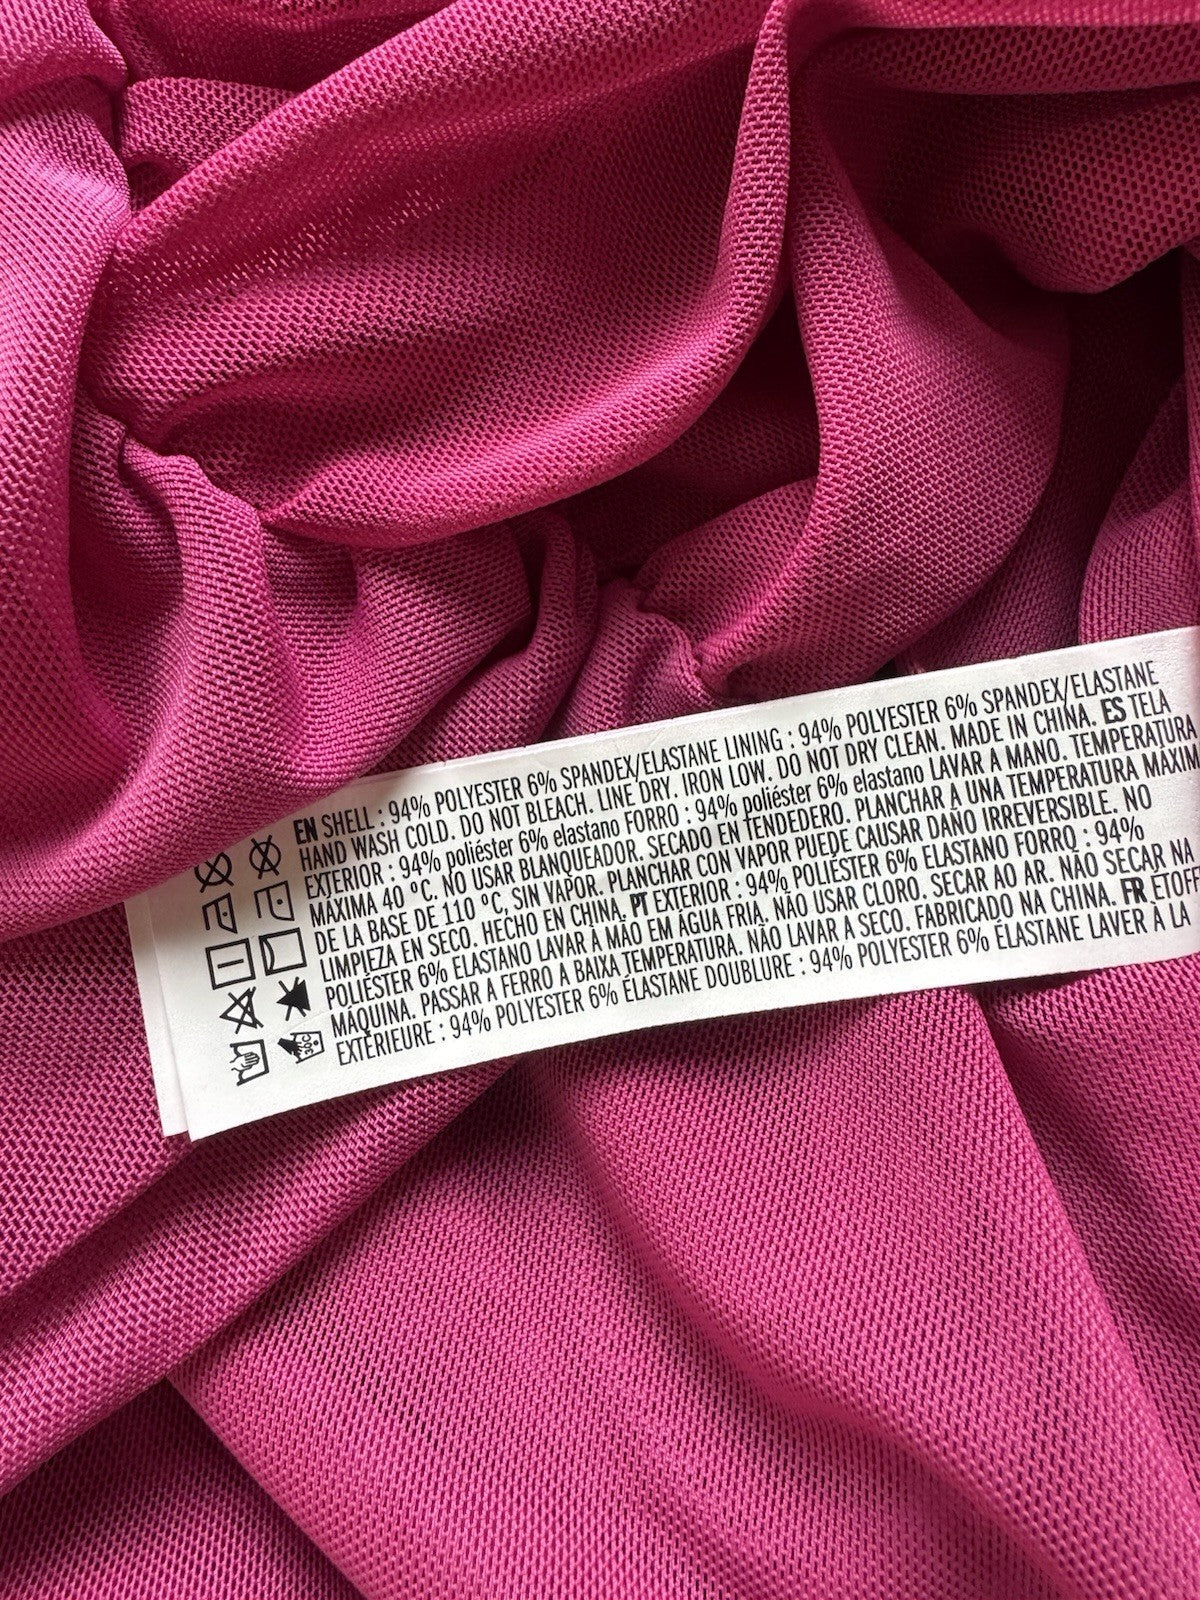 EN SHELL : 94% POLYESTER 6% SPANDEX/ELASTANE LINING : 94% POLYESTER 6% SPANDEX/ELASTANE
HAND WASH COLD. DO NOT BLEACH. LINE DRY. IRON LOW. DO NOT DRY CLEAN. MADE IN CHINA. ES TELA
EXTERIOR : 94% poliéster 6% elastano FORRO : 94% poliéster 6% elastano LAVAR A MANO. TEMPERATURA
MÁXIMA 40 ºC. NO USAR BLANQUEADOR. SECADO EN TENDEDERO. PLANCHAR A UNA TEMPERATURA MÁXIM
DE LA BASE DE 110 ºC, SIN VAPOR. PLANCHAR CON VAPOR PUEDE CAUSAR DAÑO IRREVERSIBLE. NO
LIMPIEZA EN SECO. HECHO EN CHINA. PT EXTERIOR : 94% POLIÉSTER 6% ELASTANO FORRO : 94%
POLIÉSTER 6% ELASTANO LAVAR À MÃO EM ÁGUA FRIA. NÃO USAR CLORO. SECAR AO AR. NÃO SECAR NA
MÁQUINA. PASSAR A FERRO A BAIXA TEMPERATURA. NÃO LAVAR A SECO. FABRICADO NA CHINA. FR ETOFF
EXTÉRIEURE : 94% POLYESTER 6% ÉLASTANE DOUBLURE : 94% POLYESTER 6% ÉLASTANE LAVER À LA
30C